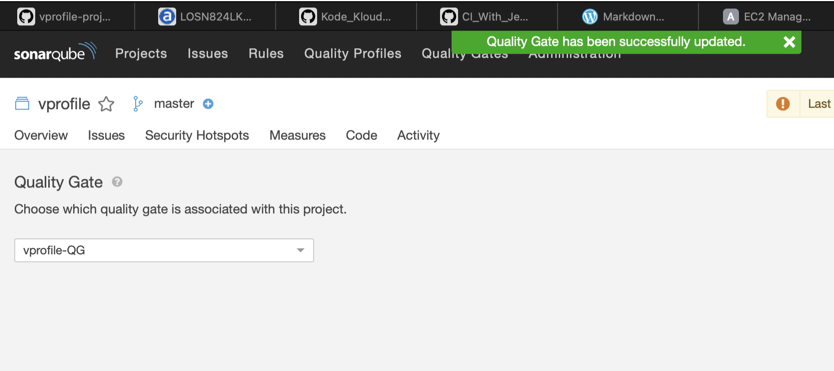 vprofile-proj...
LOSN824LK...
Kode_Kloud...
CI_With_Je...
Markdown...
EC2 Manag...
sonarqube
Projects
Issues
Rules
Quality Profiles
Quality Gates
Administration
Quality Gate has been successfully updated.
vprofile
master
Last
Overview
Issues
Security Hotspots
Measures
Code
Activity
Quality Gate
Choose which quality gate is associated with this project.
vprofile-QG